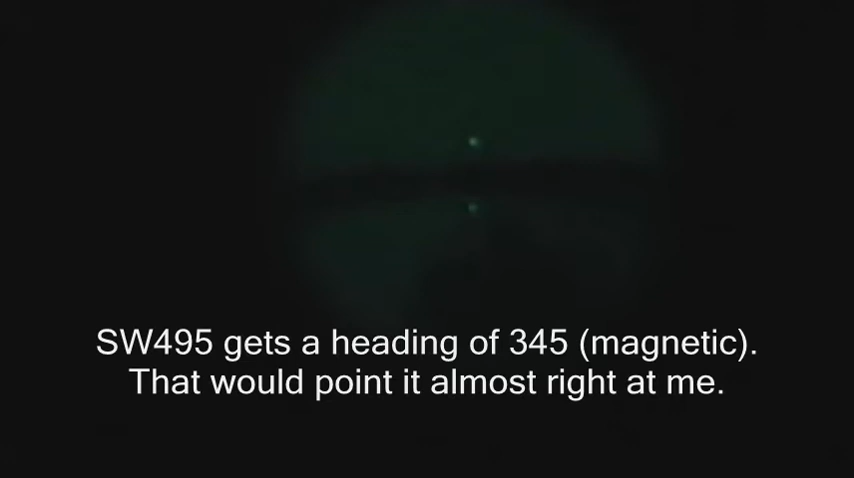 SW495 gets a heading of 345 (magnetic).
That would point it almost right at me.